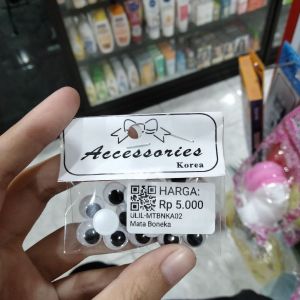 Accessories
Korea
HARGA:
Rp 5.000
ULIL-MTBNKA02
Mata Boneka